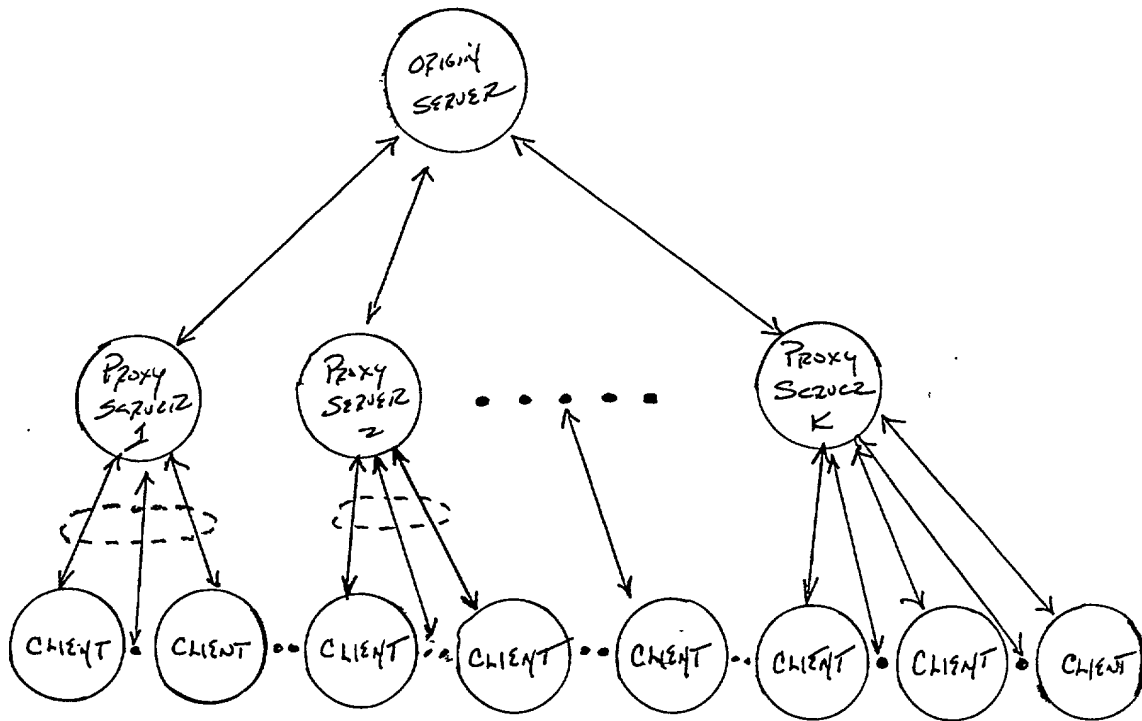 ORIGIN
SERVER
PROXY
SERVER
1
PROXY
SERVER
2
PROXY
SERVER
K
CLIENT
CLIENT
CLIENT
CLIENT
CLIENT
CLIENT
CLIENT
CLIENT